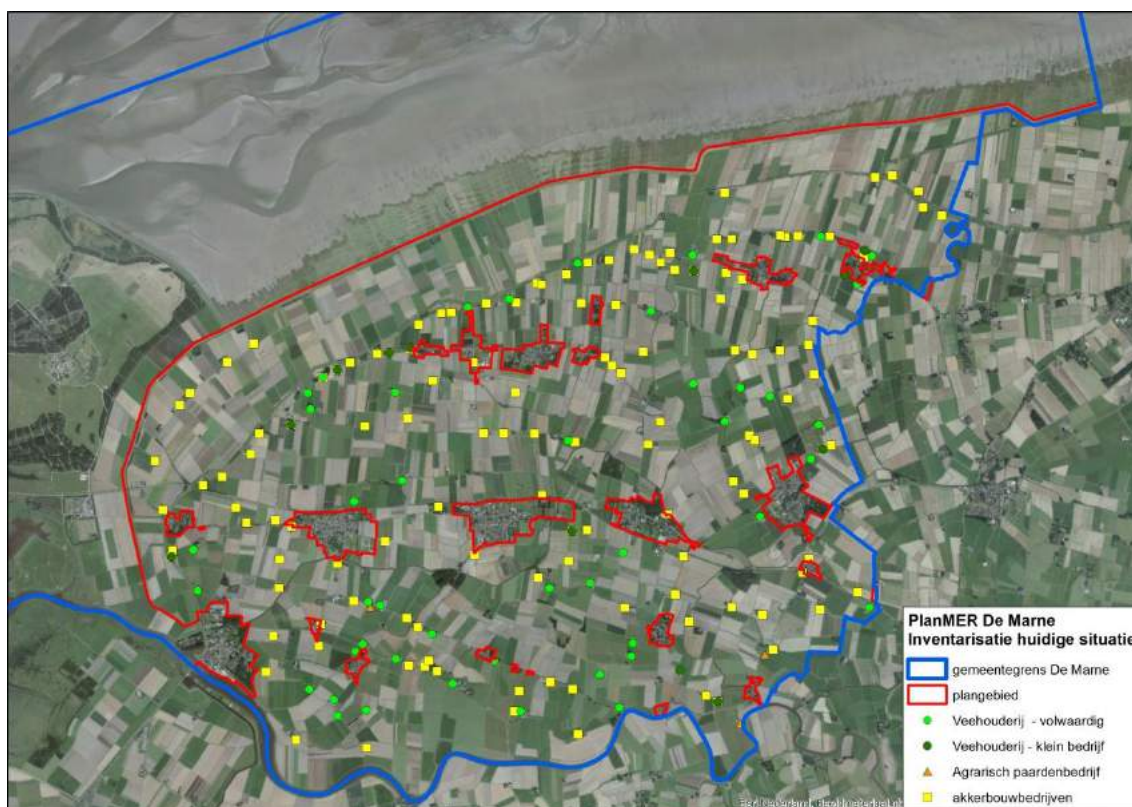 PlanMER De Marne
Inventarisatie huidige situatie
gemeentegrens De Marne
plangebied
Veehouderij - volwaardig
Veehouderij - klein bedrijf
Agrarisch paardenbedrijf
akkerbouwbedrijven